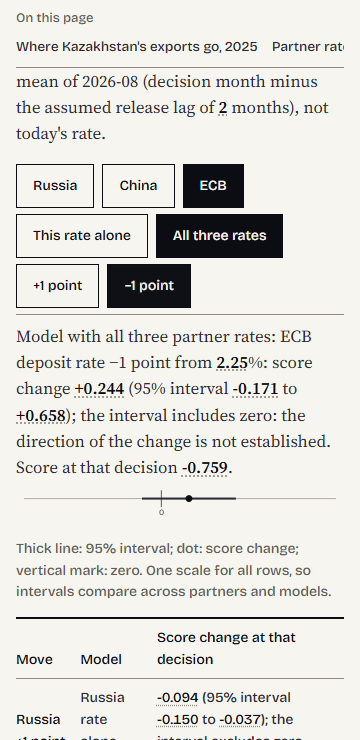 On this page
Where Kazakhstan's exports go, 2025 Partner rat
mean of 2026-08 (decision month minus
the assumed release lag of 2 months), not
today's rate.
Russia China ECB
This rate alone All three rates
+1 point −1 point
Model with all three partner rates: ECB
deposit rate −1 point from 2.25%: score
change +0.244 (95% interval -0.171 to
+0.658); the interval includes zero: the
direction of the change is not established.
Score at that decision -0.759.
0
Thick line: 95% interval; dot: score change;
vertical mark: zero. One scale for all rows, so
intervals compare across partners and models.
Move Model Score change at that
decision
Russia -0.094 (95% interval
Russia rate -0.150 to -0.037); the
+1 point alone interval excludes zero